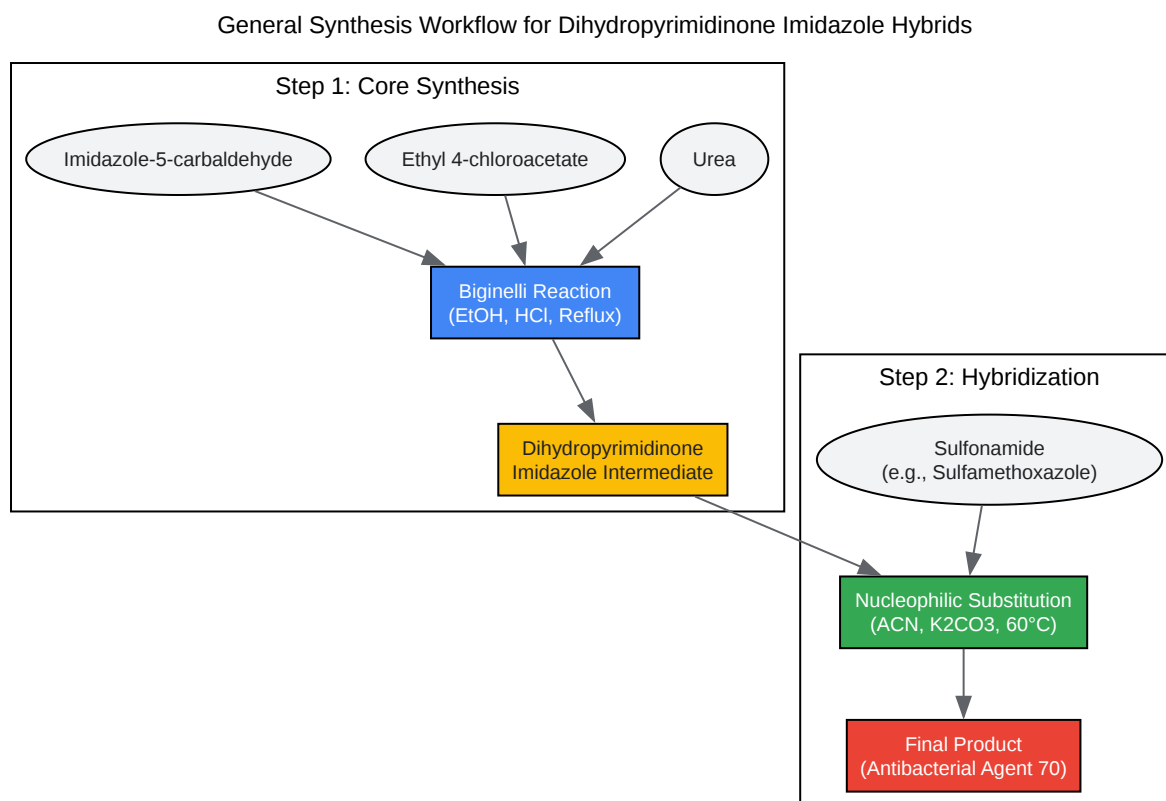 General Synthesis Workflow for Dihydropyrimidinone Imidazole Hybrids
Step 1: Core Synthesis
Imidazole-5-carbaldehyde
Ethyl 4-chloroacetate
Urea
Biginelli Reaction
(EtOH, HCl, Reflux)
Dihydropyrimidinone
Imidazole Intermediate
Step 2: Hybridization
Sulfonamide
(e.g., Sulfamethoxazole)
Nucleophilic Substitution
(ACN, K2CO3, 60°C)
Final Product
(Antibacterial Agent 70)